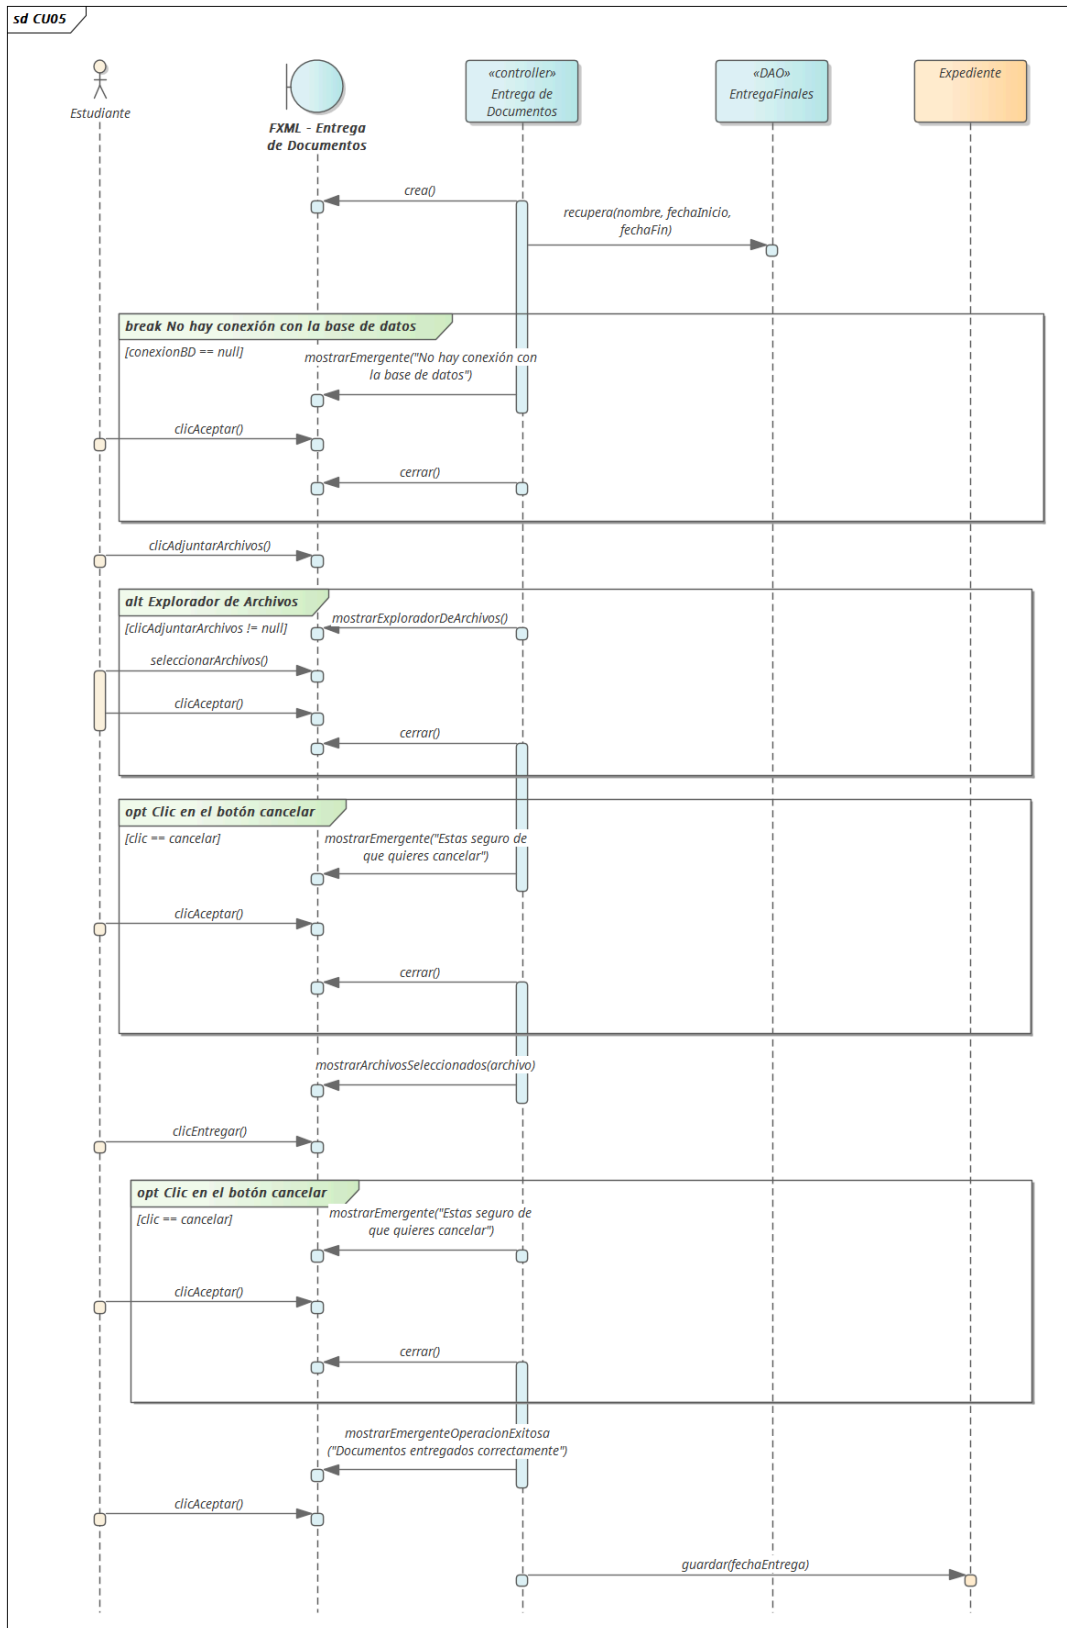 sd CU05
Estudiante
FXML - Entrega
de Documentos
«controller»
Entrega de
Documentos
«DAO»
EntregaFinales
Expediente
crea()
recupera(nombre, fechaInicio,
fechaFin)
break No hay conexión con la base de datos
[conexionBD == null]
mostrarEmergente("No hay conexión con
la base de datos")
clicAceptar()
cerrar()
clicAdjuntarArchivos()
alt Explorador de Archivos
[clicAdjuntarArchivos != null]
mostrarExploradorDeArchivos()
seleccionarArchivos()
clicAceptar()
cerrar()
opt Clic en el botón cancelar
[clic == cancelar]
mostrarEmergente("Estas seguro de
que quieres cancelar")
clicAceptar()
cerrar()
mostrarArchivosSeleccionados(archivo)
clicEntregar()
opt Clic en el botón cancelar
[clic == cancelar]
mostrarEmergente("Estas seguro de
que quieres cancelar")
clicAceptar()
cerrar()
mostrarEmergenteOperacionExitosa
("Documentos entregados correctamente")
clicAceptar()
guardar(fechaEntrega)